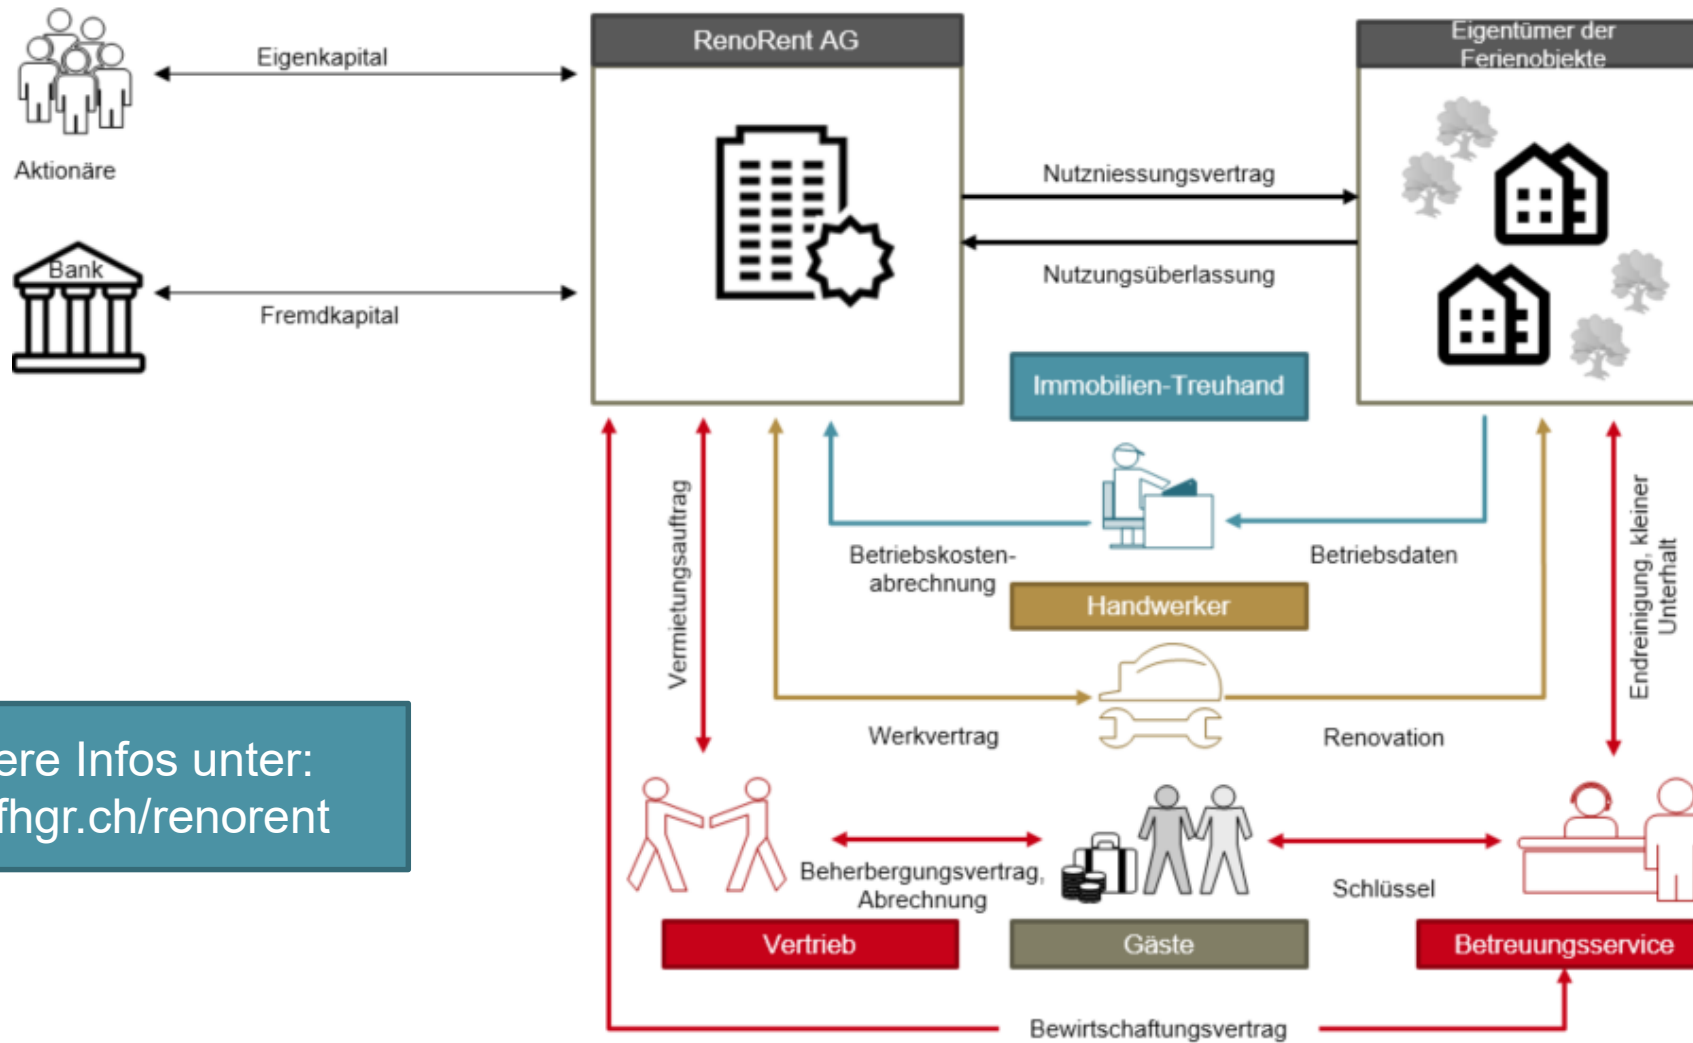 RenoRent AG
Eigentümer der
Ferienobjekte
Eigenkapital
Aktionäre
Bank
Fremdkapital
Nutzniessungsvertrag
Nutzungsüberlassung
Immobilien-Treuhand
Betriebskosten-
abrechnung
Betriebsdaten
Handwerker
Vermietungsauftrag
Endreinigung, kleiner
Unterhalt
Werkvertrag
Renovation
ere Infos unter:
fhgr.ch/renorent
Beherbergungsvertrag,
Abrechnung
Schlüssel
Vertrieb
Gäste
Betreuungsservice
Bewirtschaftungsvertrag